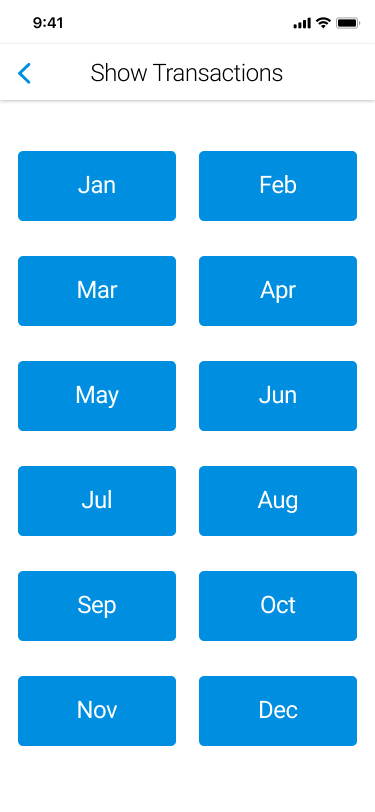 9:41
Show Transactions
Jan Feb
Mar Apr
May Jun
Jul Aug
Sep Oct
Nov Dec